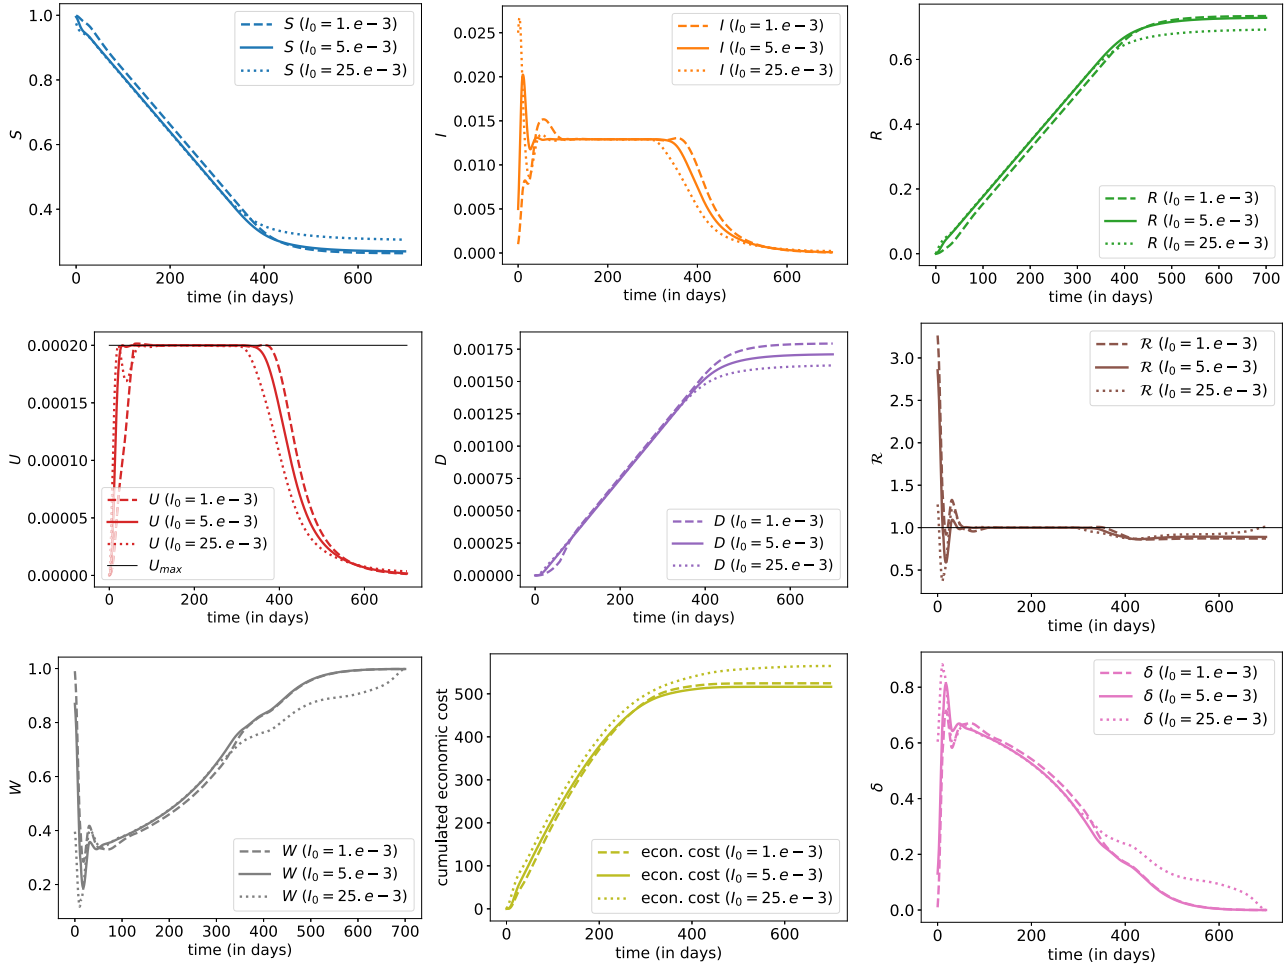 1.0
0.8
0.6
0.4
S
0
200
400
600
time (in days)
S (I₀ = 1.e − 3)
S (I₀ = 5.e − 3)
S (I₀ = 25.e − 3)
0.025
0.020
0.015
0.010
0.005
0.000
I
0
200
400
600
time (in days)
I (I₀ = 1.e − 3)
I (I₀ = 5.e − 3)
I (I₀ = 25.e − 3)
0.6
0.4
0.2
0.0
R
0
100
200
300
400
500
600
700
time (in days)
R (I₀ = 1.e − 3)
R (I₀ = 5.e − 3)
R (I₀ = 25.e − 3)
0.00020
0.00015
0.00010
0.00005
0.00000
U
0
200
400
600
time (in days)
U (I₀ = 1.e − 3)
U (I₀ = 5.e − 3)
U (I₀ = 25.e − 3)
Umax
0.00175
0.00150
0.00125
0.00100
0.00075
0.00050
0.00025
0.00000
D
0
200
400
600
time (in days)
D (I₀ = 1.e − 3)
D (I₀ = 5.e − 3)
D (I₀ = 25.e − 3)
3.0
2.5
2.0
1.5
1.0
0.5
ℛ
0
200
400
600
time (in days)
ℛ (I₀ = 1.e − 3)
ℛ (I₀ = 5.e − 3)
ℛ (I₀ = 25.e − 3)
1.0
0.8
0.6
0.4
0.2
W
0
100
200
300
400
500
600
700
time (in days)
W (I₀ = 1.e − 3)
W (I₀ = 5.e − 3)
W (I₀ = 25.e − 3)
500
400
300
200
100
0
cumulated economic cost
0
200
400
600
time (in days)
econ. cost (I₀ = 1.e − 3)
econ. cost (I₀ = 5.e − 3)
econ. cost (I₀ = 25.e − 3)
0.8
0.6
0.4
0.2
0.0
δ
0
200
400
600
time (in days)
δ (I₀ = 1.e − 3)
δ (I₀ = 5.e − 3)
δ (I₀ = 25.e − 3)